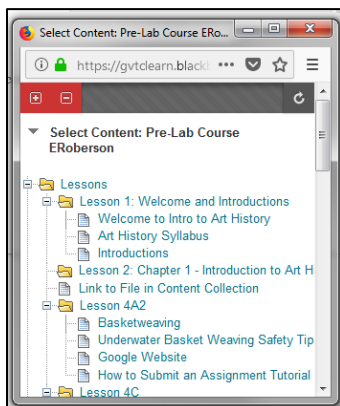 Select Content: Pre-Lab Course ERo...
https://gvtclearn.blackb
Select Content: Pre-Lab Course
ERoberson
Lessons
Lesson 1: Welcome and Introductions
Welcome to Intro to Art History
Art History Syllabus
Introductions
Lesson 2: Chapter 1 - Introduction to Art H
Link to File in Content Collection
Lesson 4A2
Basketweaving
Underwater Basket Weaving Safety Tip
Google Website
How to Submit an Assignment Tutorial
Lesson 4C